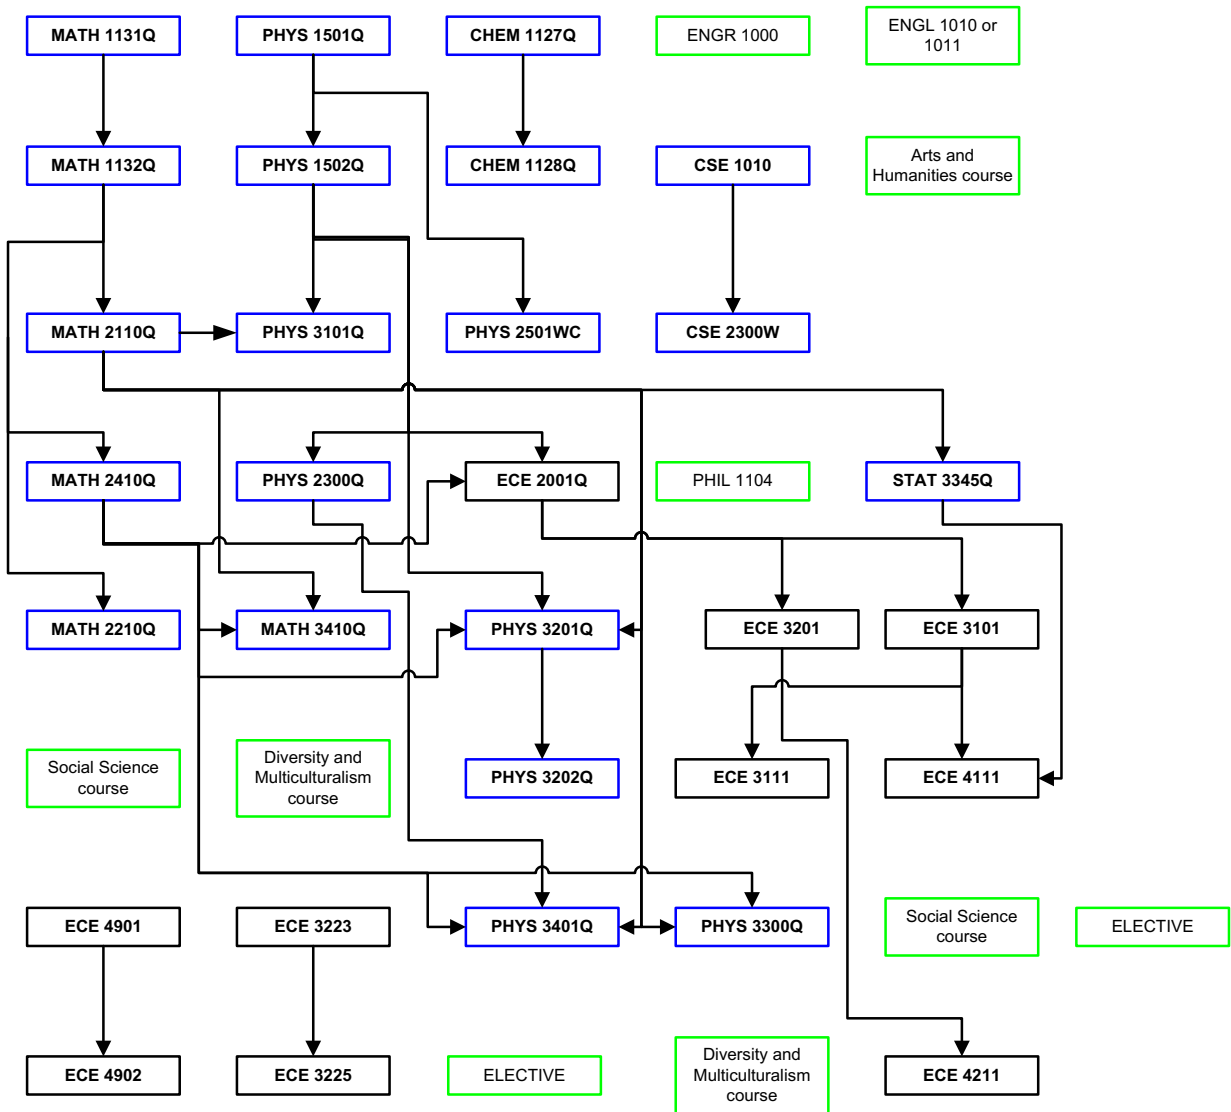 MATH 1131Q
PHYS 1501Q
CHEM 1127Q
ENGR 1000
ENGL 1010 or
1011
MATH 1132Q
PHYS 1502Q
CHEM 1128Q
CSE 1010
Arts and
Humanities course
MATH 2110Q
PHYS 3101Q
PHYS 2501WC
CSE 2300W
MATH 2410Q
PHYS 2300Q
ECE 2001Q
PHIL 1104
STAT 3345Q
MATH 2210Q
MATH 3410Q
PHYS 3201Q
ECE 3201
ECE 3101
Social Science
course
Diversity and
Multiculturalism
course
PHYS 3202Q
ECE 3111
ECE 4111
ECE 4901
ECE 3223
PHYS 3401Q
PHYS 3300Q
Social Science
course
ELECTIVE
ECE 4902
ECE 3225
ELECTIVE
Diversity and
Multiculturalism
course
ECE 4211